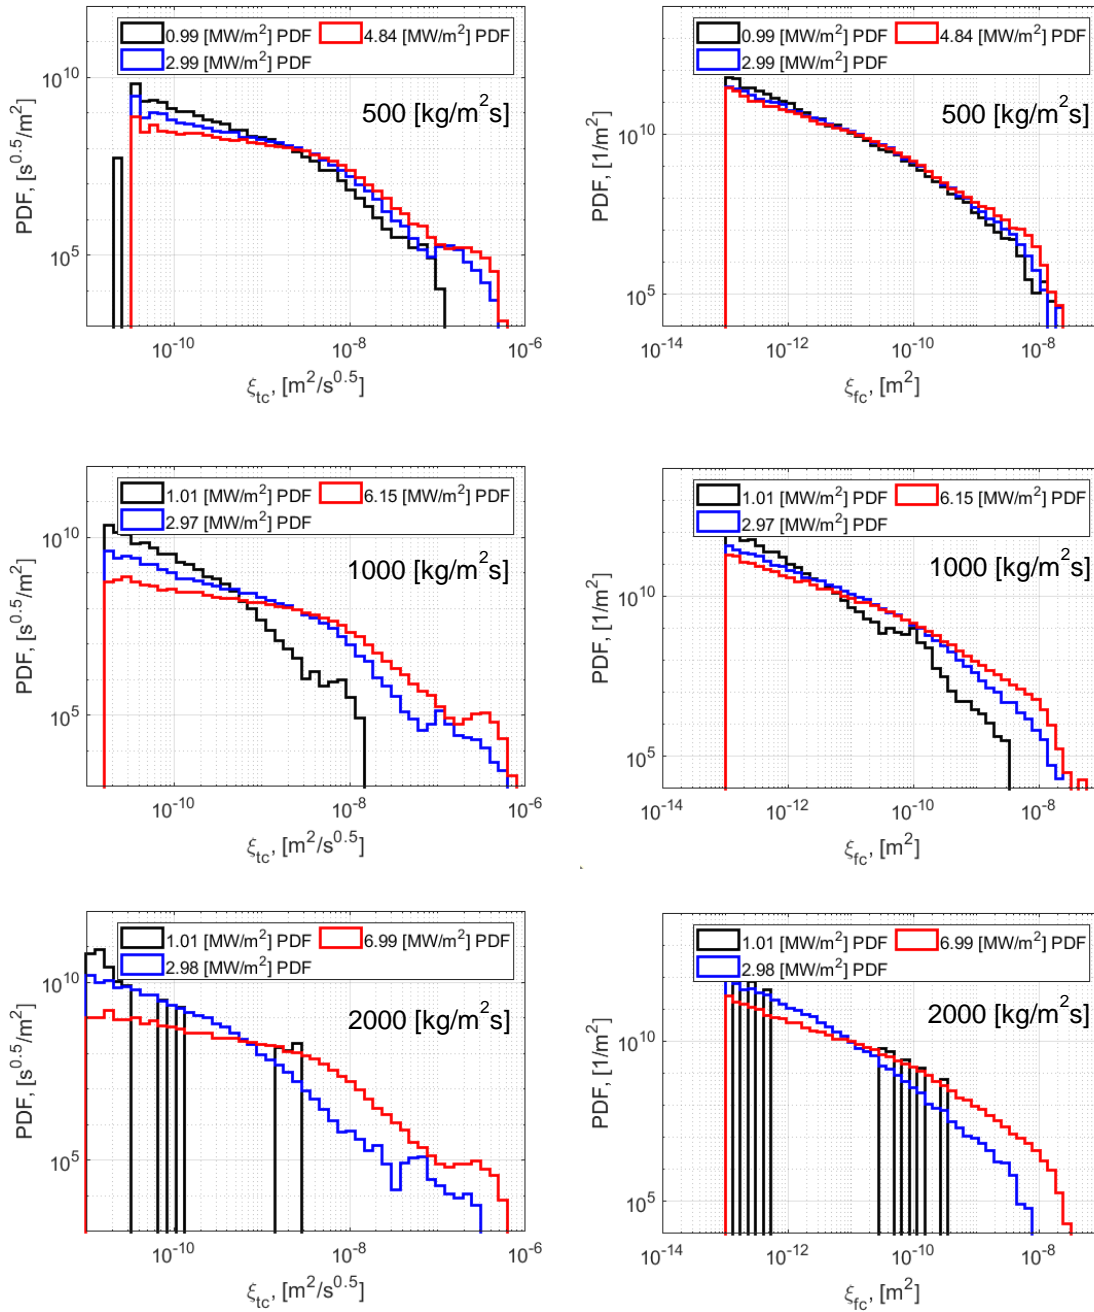 0.99 [MW/m² PDF 4.84 [MW/m²] PDF
2.99 [MW/m²] PDF
500 [kg/m²s]
10¹⁰
10⁵
PDF, [s⁰·⁵/m²]
10⁻¹⁰ 10⁻⁸ 10⁻⁶
ξtc, [m²/s⁰·⁵]
0.99 [MW/m²] PDF 4.84 [MW/m²] PDF
2.99 [MW/m²] PDF
500 [kg/m²s]
10¹⁰
10⁵
PDF, [1/m²]
10⁻¹⁴ 10⁻¹² 10⁻¹⁰ 10⁻⁸
ξfc, [m²]
1.01 [MW/m²] PDF 6.15 [MW/m²] PDF
2.97 [MW/m²] PDF
1000 [kg/m²s]
10¹⁰
10⁵
PDF, [s⁰·⁵/m²]
10⁻¹⁰ 10⁻⁸ 10⁻⁶
ξtc, [m²/s⁰·⁵]
1.01 [MW/m²] PDF 6.15 [MW/m²] PDF
2.97 [MW/m²] PDF
1000 [kg/m²s]
10¹⁰
10⁵
PDF, [1/m²]
10⁻¹⁴ 10⁻¹² 10⁻¹⁰ 10⁻⁸
ξfc, [m²]
1.01 [MW/m²] PDF 6.99 [MW/m²] PDF
2.98 [MW/m²] PDF
2000 [kg/m²s]
10¹⁰
10⁵
PDF, [s⁰·⁵/m²]
10⁻¹⁰ 10⁻⁸ 10⁻⁶
ξtc, [m²/s⁰·⁵]
1.01 [MW/m²] PDF 6.99 [MW/m²] PDF
2.98 [MW/m²] PDF
2000 [kg/m²s]
10¹⁰
10⁵
PDF, [1/m²]
10⁻¹⁴ 10⁻¹² 10⁻¹⁰ 10⁻⁸
ξfc, [m²]